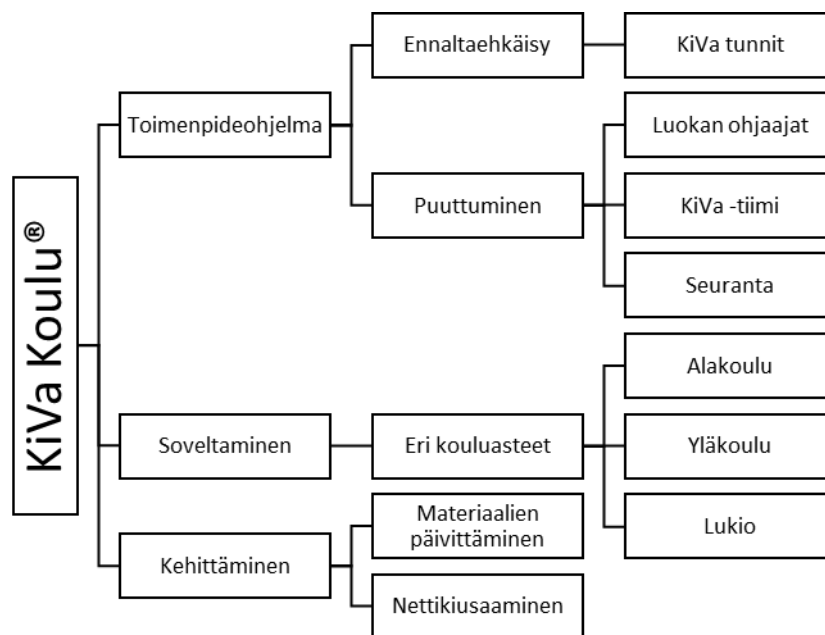 KiVa Koulu®
Toimenpideohjelma
Ennaltaehkäisy
KiVa tunnit
Puuttuminen
Luokan ohjaajat
KiVa -tiimi
Seuranta
Soveltaminen
Eri kouluasteet
Alakoulu
Yläkoulu
Lukio
Kehittäminen
Materiaalien
päivittäminen
Nettikiusaaminen